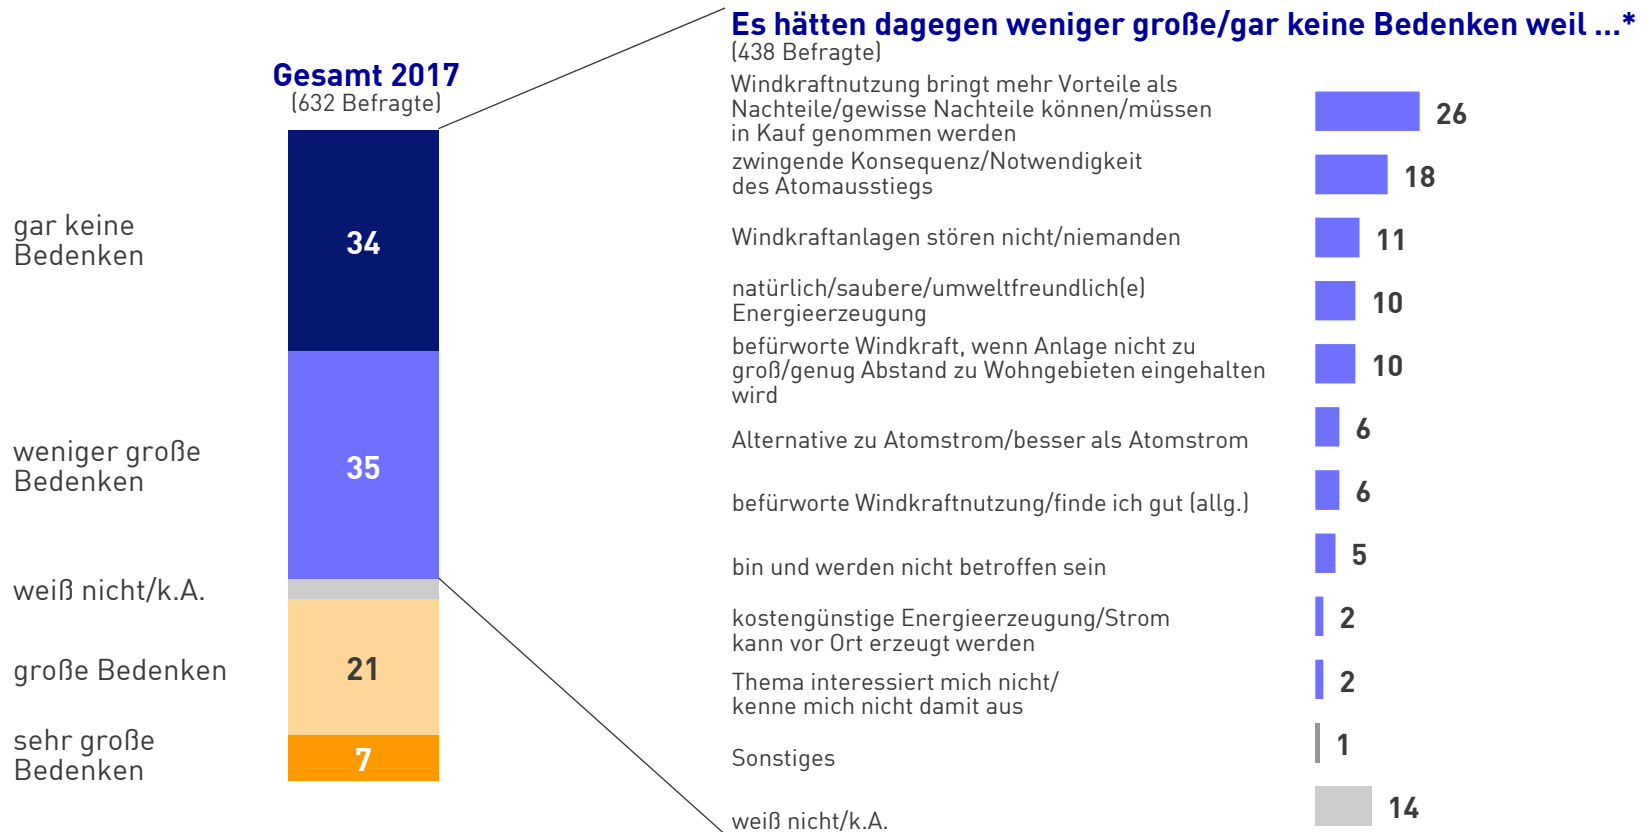 Gesamt 2017
(632 Befragte)
gar keine
Bedenken
34
weniger große
Bedenken
35
weiß nicht/k.A.
große Bedenken
21
sehr große
Bedenken
7
Es hätten dagegen weniger große/gar keine Bedenken weil ...*
(438 Befragte)
Windkraftnutzung bringt mehr Vorteile als
Nachteile/gewisse Nachteile können/müssen
in Kauf genommen werden
26
zwingende Konsequenz/Notwendigkeit
des Atomausstiegs
18
Windkraftanlagen stören nicht/niemanden
11
natürlich/saubere/umweltfreundlich(e)
Energieerzeugung
10
befürworte Windkraft, wenn Anlage nicht zu
groß/genug Abstand zu Wohngebieten eingehalten
wird
10
Alternative zu Atomstrom/besser als Atomstrom
6
befürworte Windkraftnutzung/finde ich gut (allg.)
6
bin und werden nicht betroffen sein
5
kostengünstige Energieerzeugung/Strom
kann vor Ort erzeugt werden
2
Thema interessiert mich nicht/
kenne mich nicht damit aus
2
Sonstiges
1
weiß nicht/k.A.
14